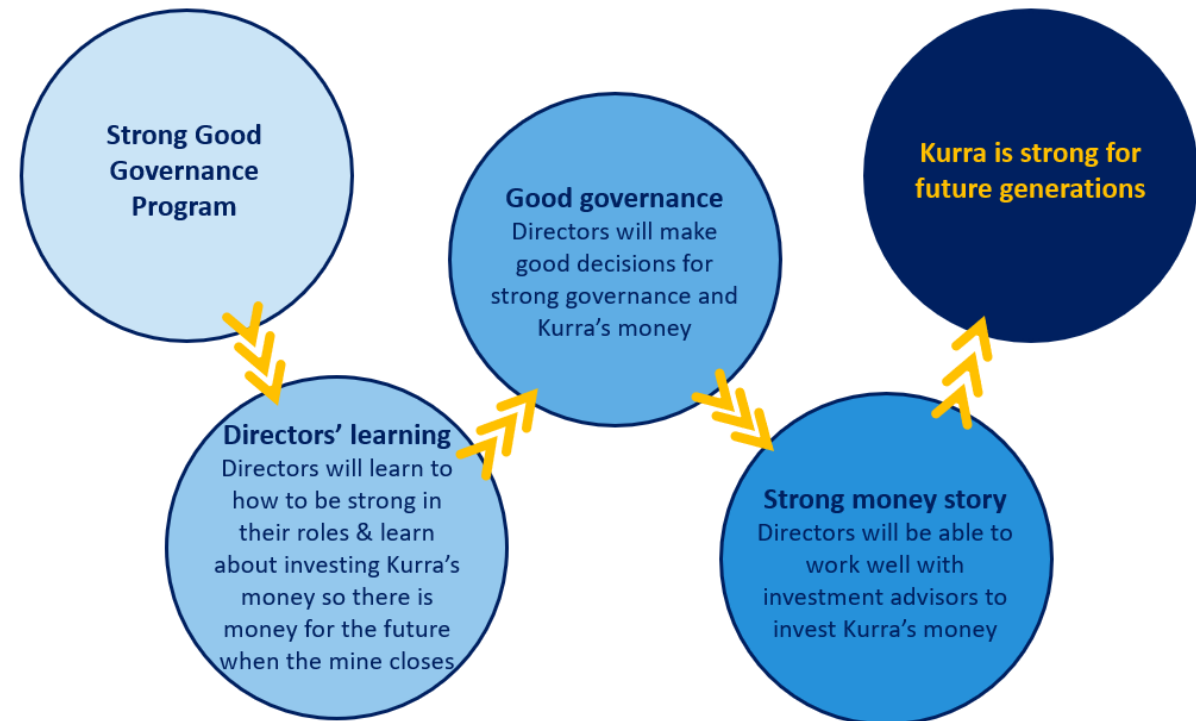 Strong Good
Governance
Program
Directors’ learning
Directors will learn to
how to be strong in
their roles & learn
about investing Kurra’s
money so there is
money for the future
when the mine closes
Good governance
Directors will make
good decisions for
strong governance and
Kurra’s money
Strong money story
Directors will be able to
work well with
investment advisors to
invest Kurra’s money
Kurra is strong for
future generations